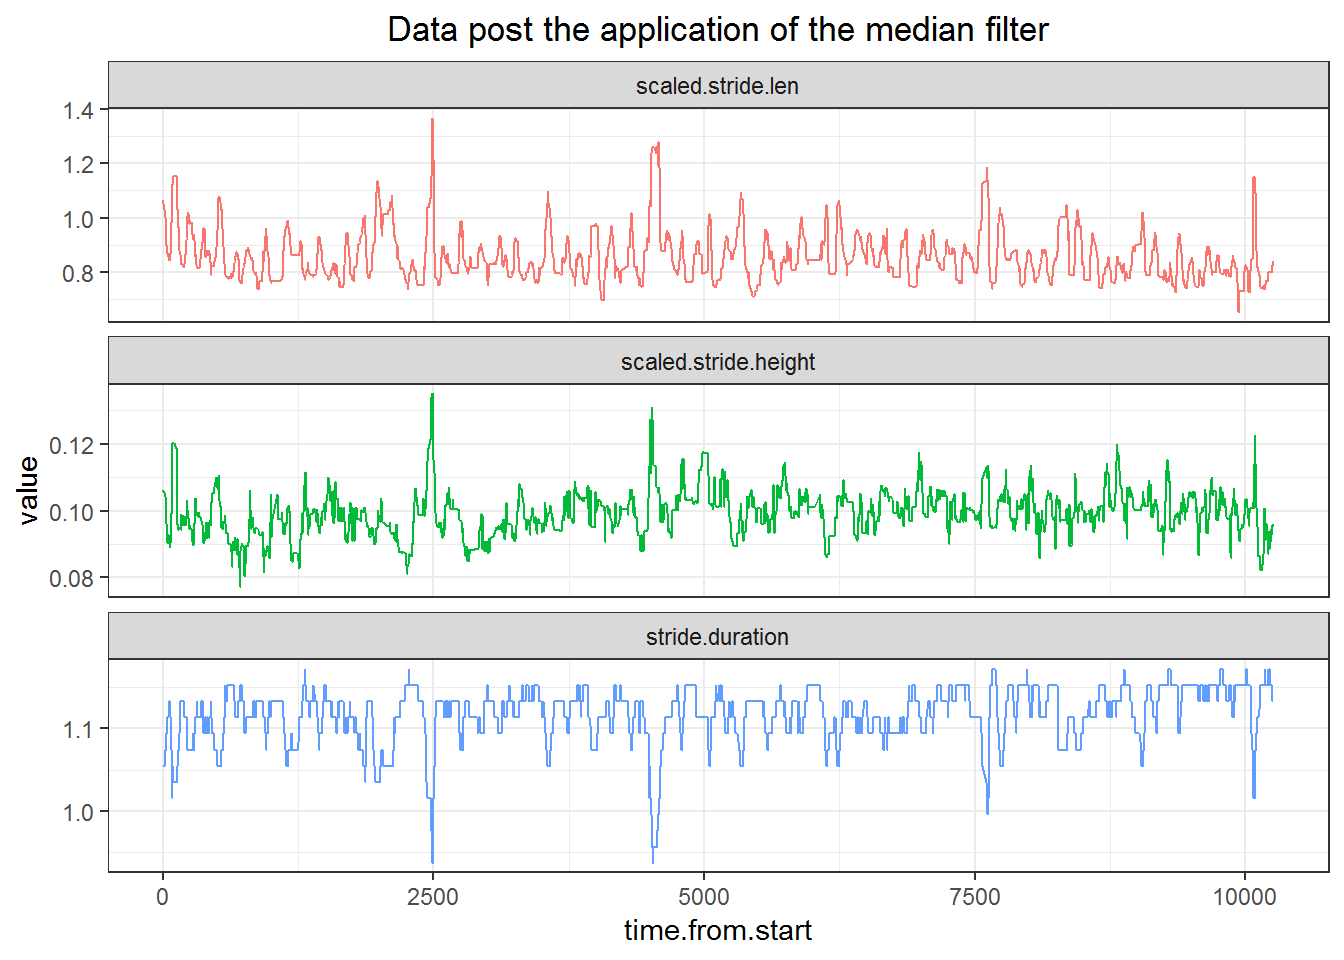 Data post the application of the median filter
scaled.stride.len
1.4
1.2
1.0
0.8
scaled.stride.height
0.12
0.10
0.08
value
stride.duration
1.1
1.0
0 2500 5000 7500 10000
time.from.start